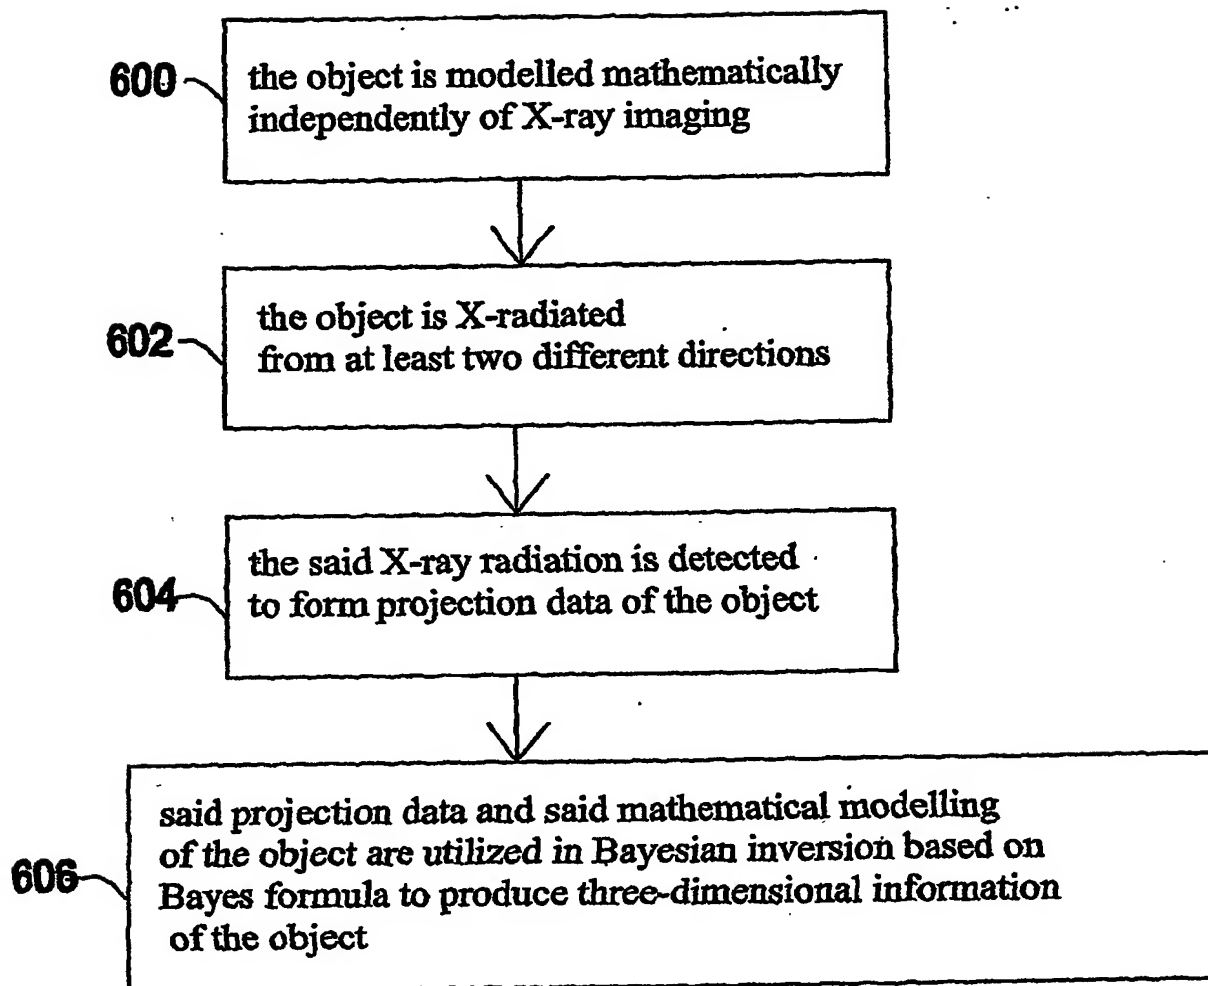 600
the object is modelled mathematically
independently of X-ray imaging
602
the object is X-radiated
from at least two different directions
604
the said X-ray radiation is detected
to form projection data of the object
606
said projection data and said mathematical modelling
of the object are utilized in Bayesian inversion based on
Bayes formula to produce three-dimensional information
of the object